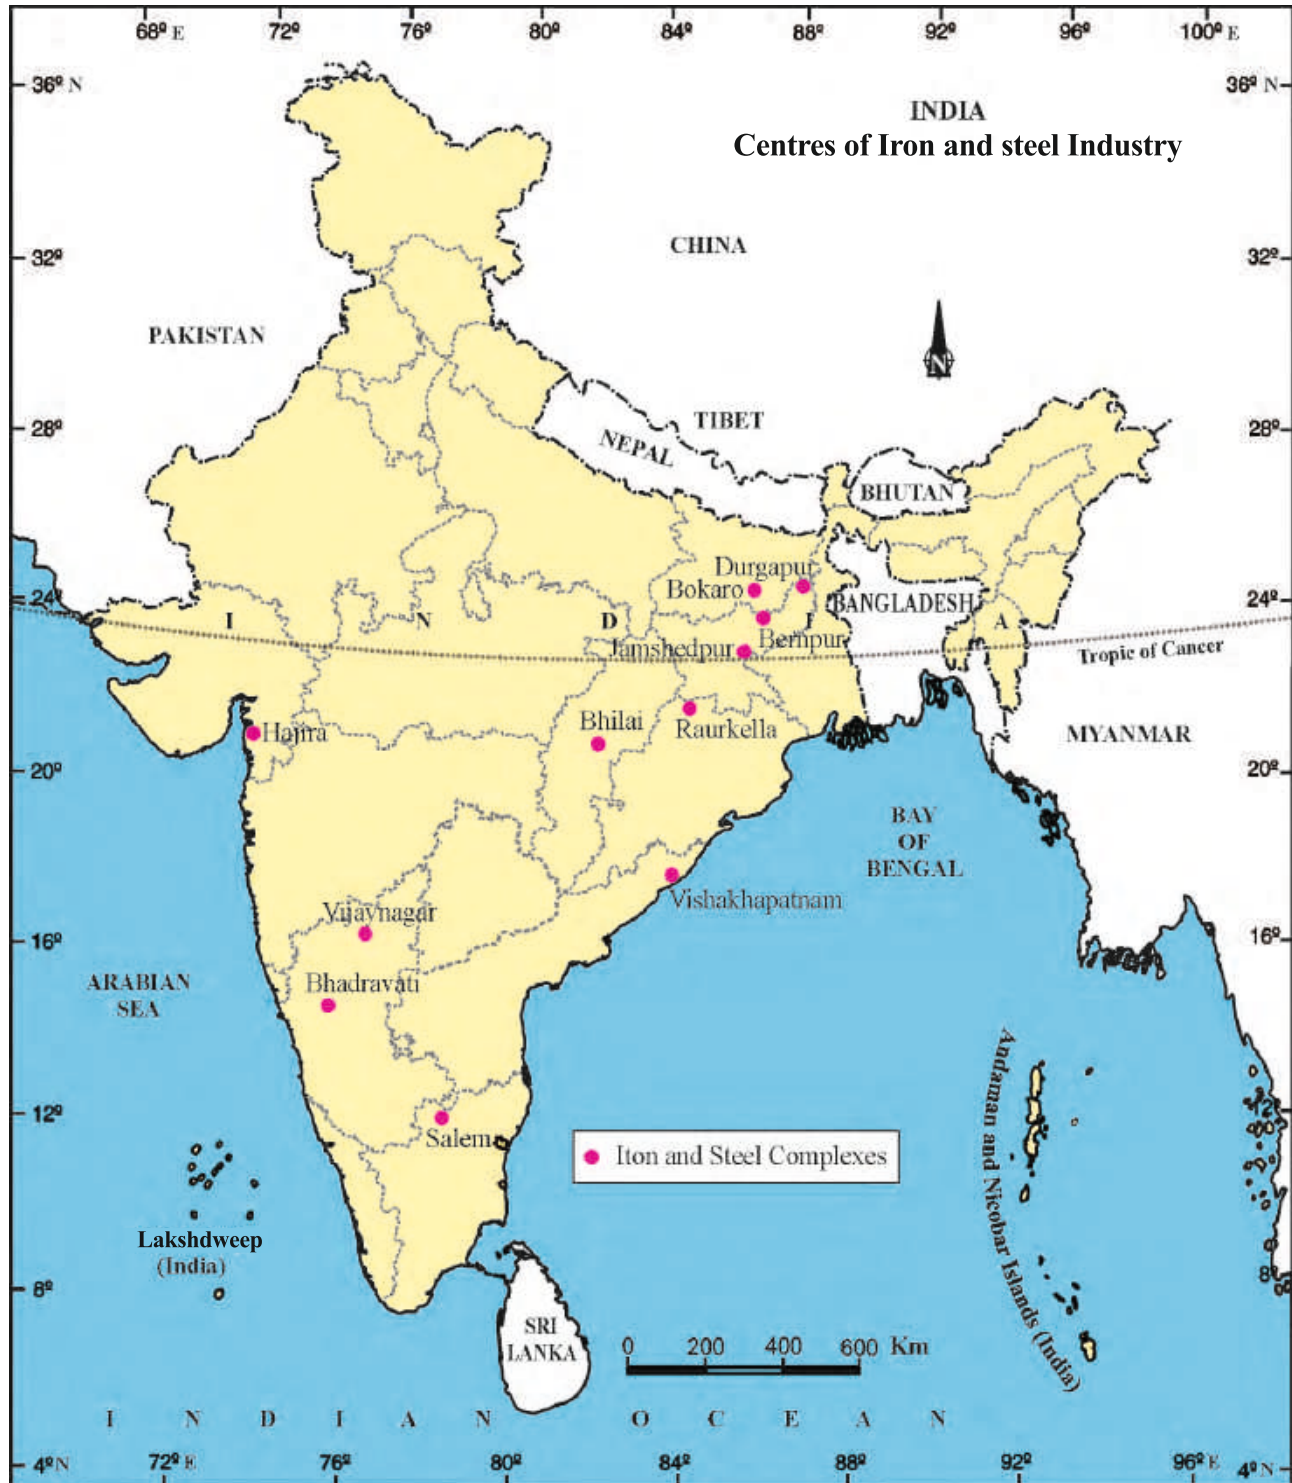 68º E 72º 76º 80º 84º 88º 92º 96º 100º E
36º N
36º N
INDIA
Centres of Iron and steel Industry
CHINA
32º
32º
PAKISTAN
TIBET
NEPAL
28º
28º
BHUTAN
Durgapur
Bokaro
24º
24º
BANGLADESH
I N D I A
Bernpur
Jamshedpur
Tropic of Cancer
Bhilai
Raurkella
Hajira
MYANMAR
20º
20º
BAY
OF
BENGAL
Vishakhapatnam
Vijaynagar
16º
16º
ARABIAN
SEA
Bhadravati
Andaman and Nicobar Islands (India)
12º
12º
Salem
Iton and Steel Complexes
Lakshdweep
(India)
8º
8º
SRI
LANKA
0 200 400 600 Km
I N D I A N O C E A N
4º N
4º N
72º E 76º 80º 84º 88º 92º 96º E
N